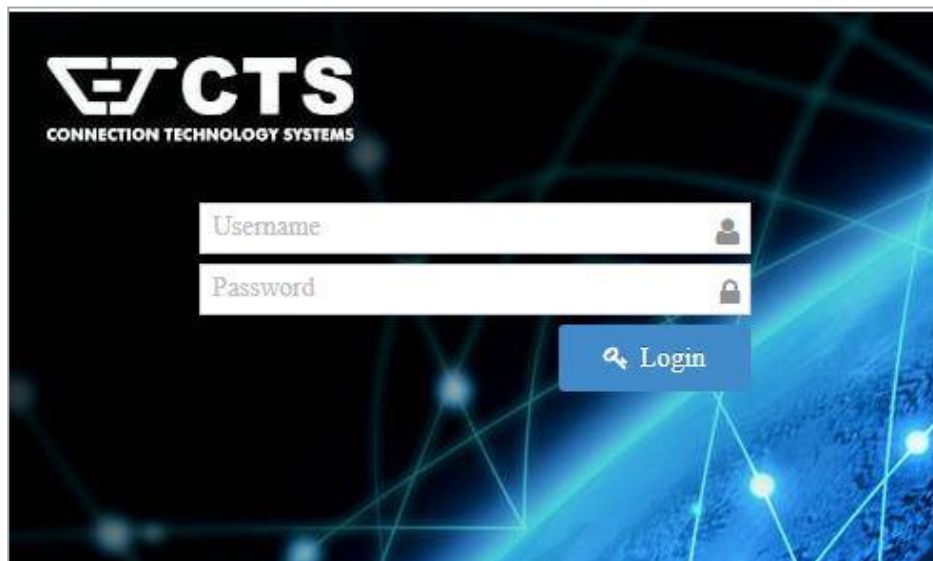 CTS
CONNECTION TECHNOLOGY SYSTEMS
Username
Password
Login